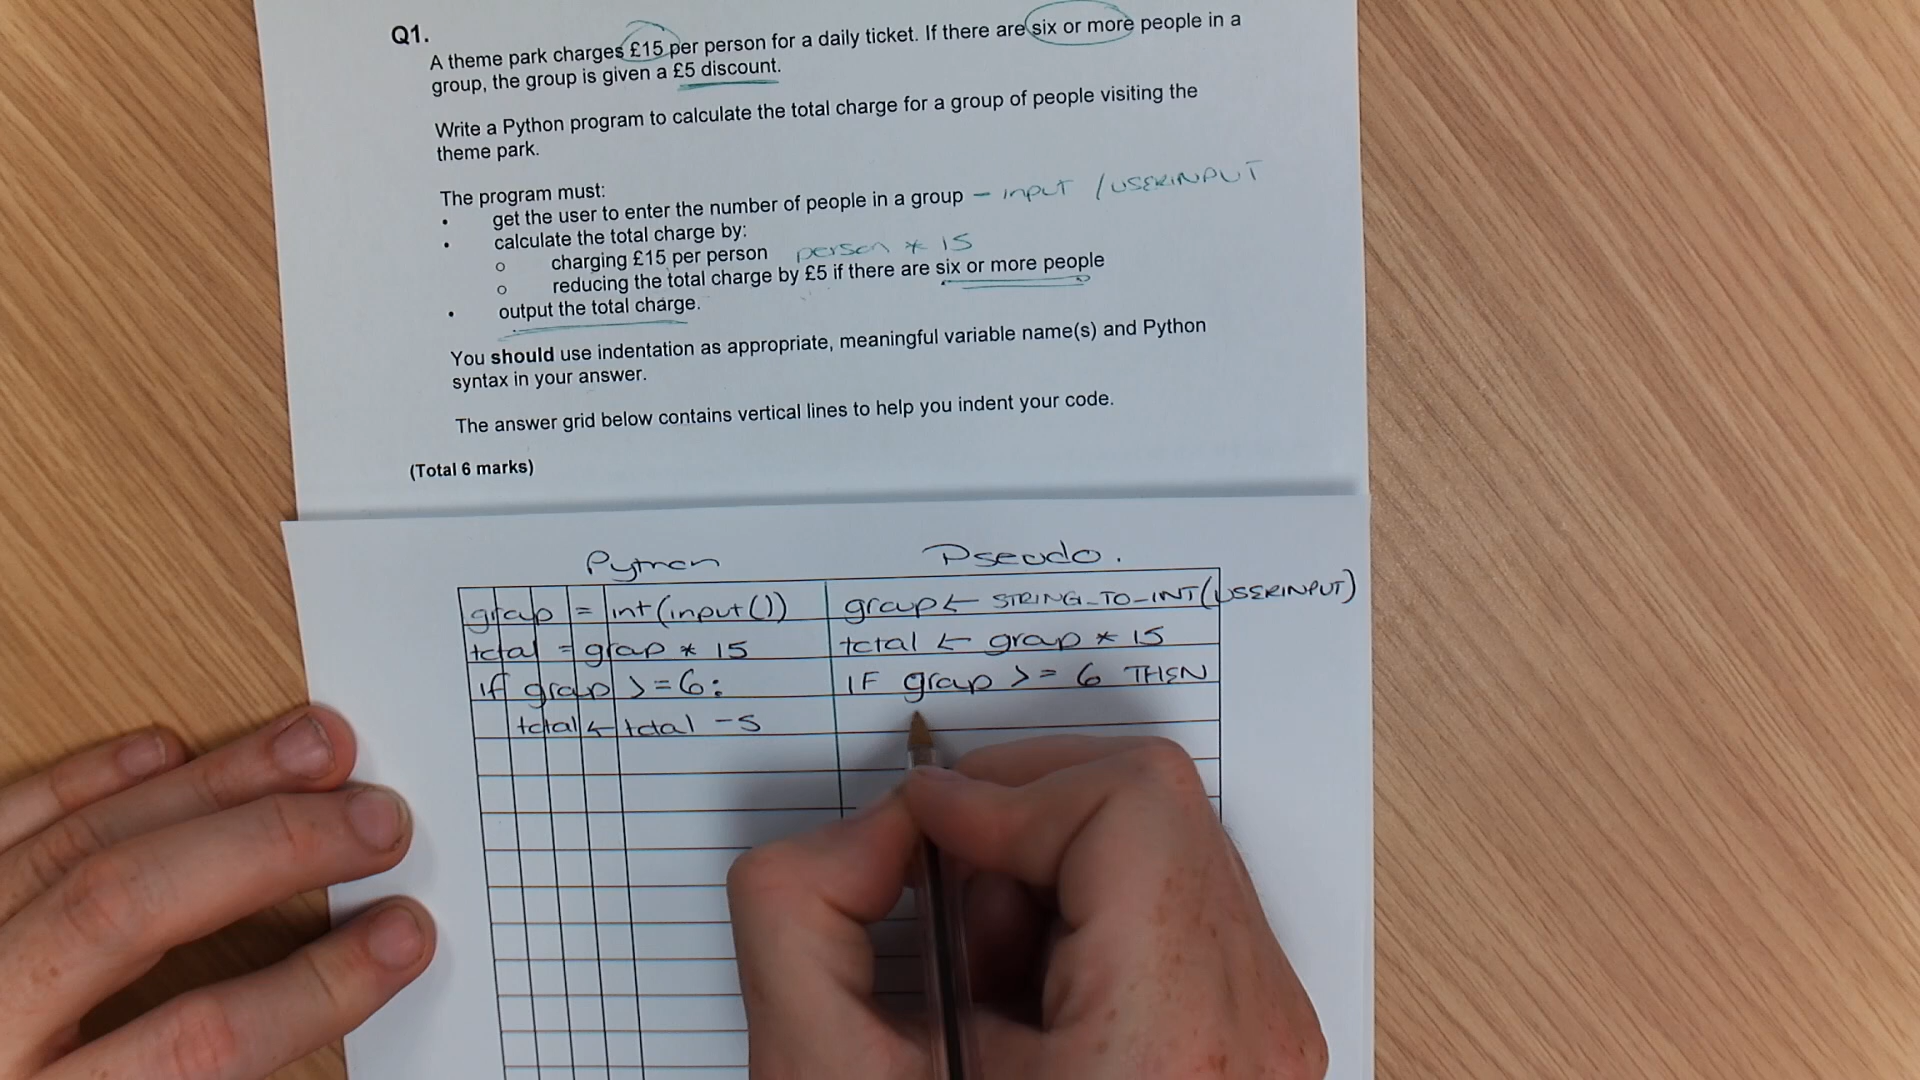 Q1.
A theme park charges £15 per person for a daily ticket. If there are six or more people in a
group, the group is given a £5 discount.
Write a Python program to calculate the total charge for a group of people visiting the
theme park.
The program must:
• get the user to enter the number of people in a group – input / USERINPUT
• calculate the total charge by:
o charging £15 per person person * 15
o reducing the total charge by £5 if there are six or more people
• output the total charge.
You should use indentation as appropriate, meaningful variable name(s) and Python
syntax in your answer.
The answer grid below contains vertical lines to help you indent your code.
(Total 6 marks)
Python
Pseudo.
group = int(input())
group ← STRING_TO_INT(USERINPUT)
total = group * 15
total ← group * 15
if group >= 6:
IF group >= 6 THEN
total ← total - 5